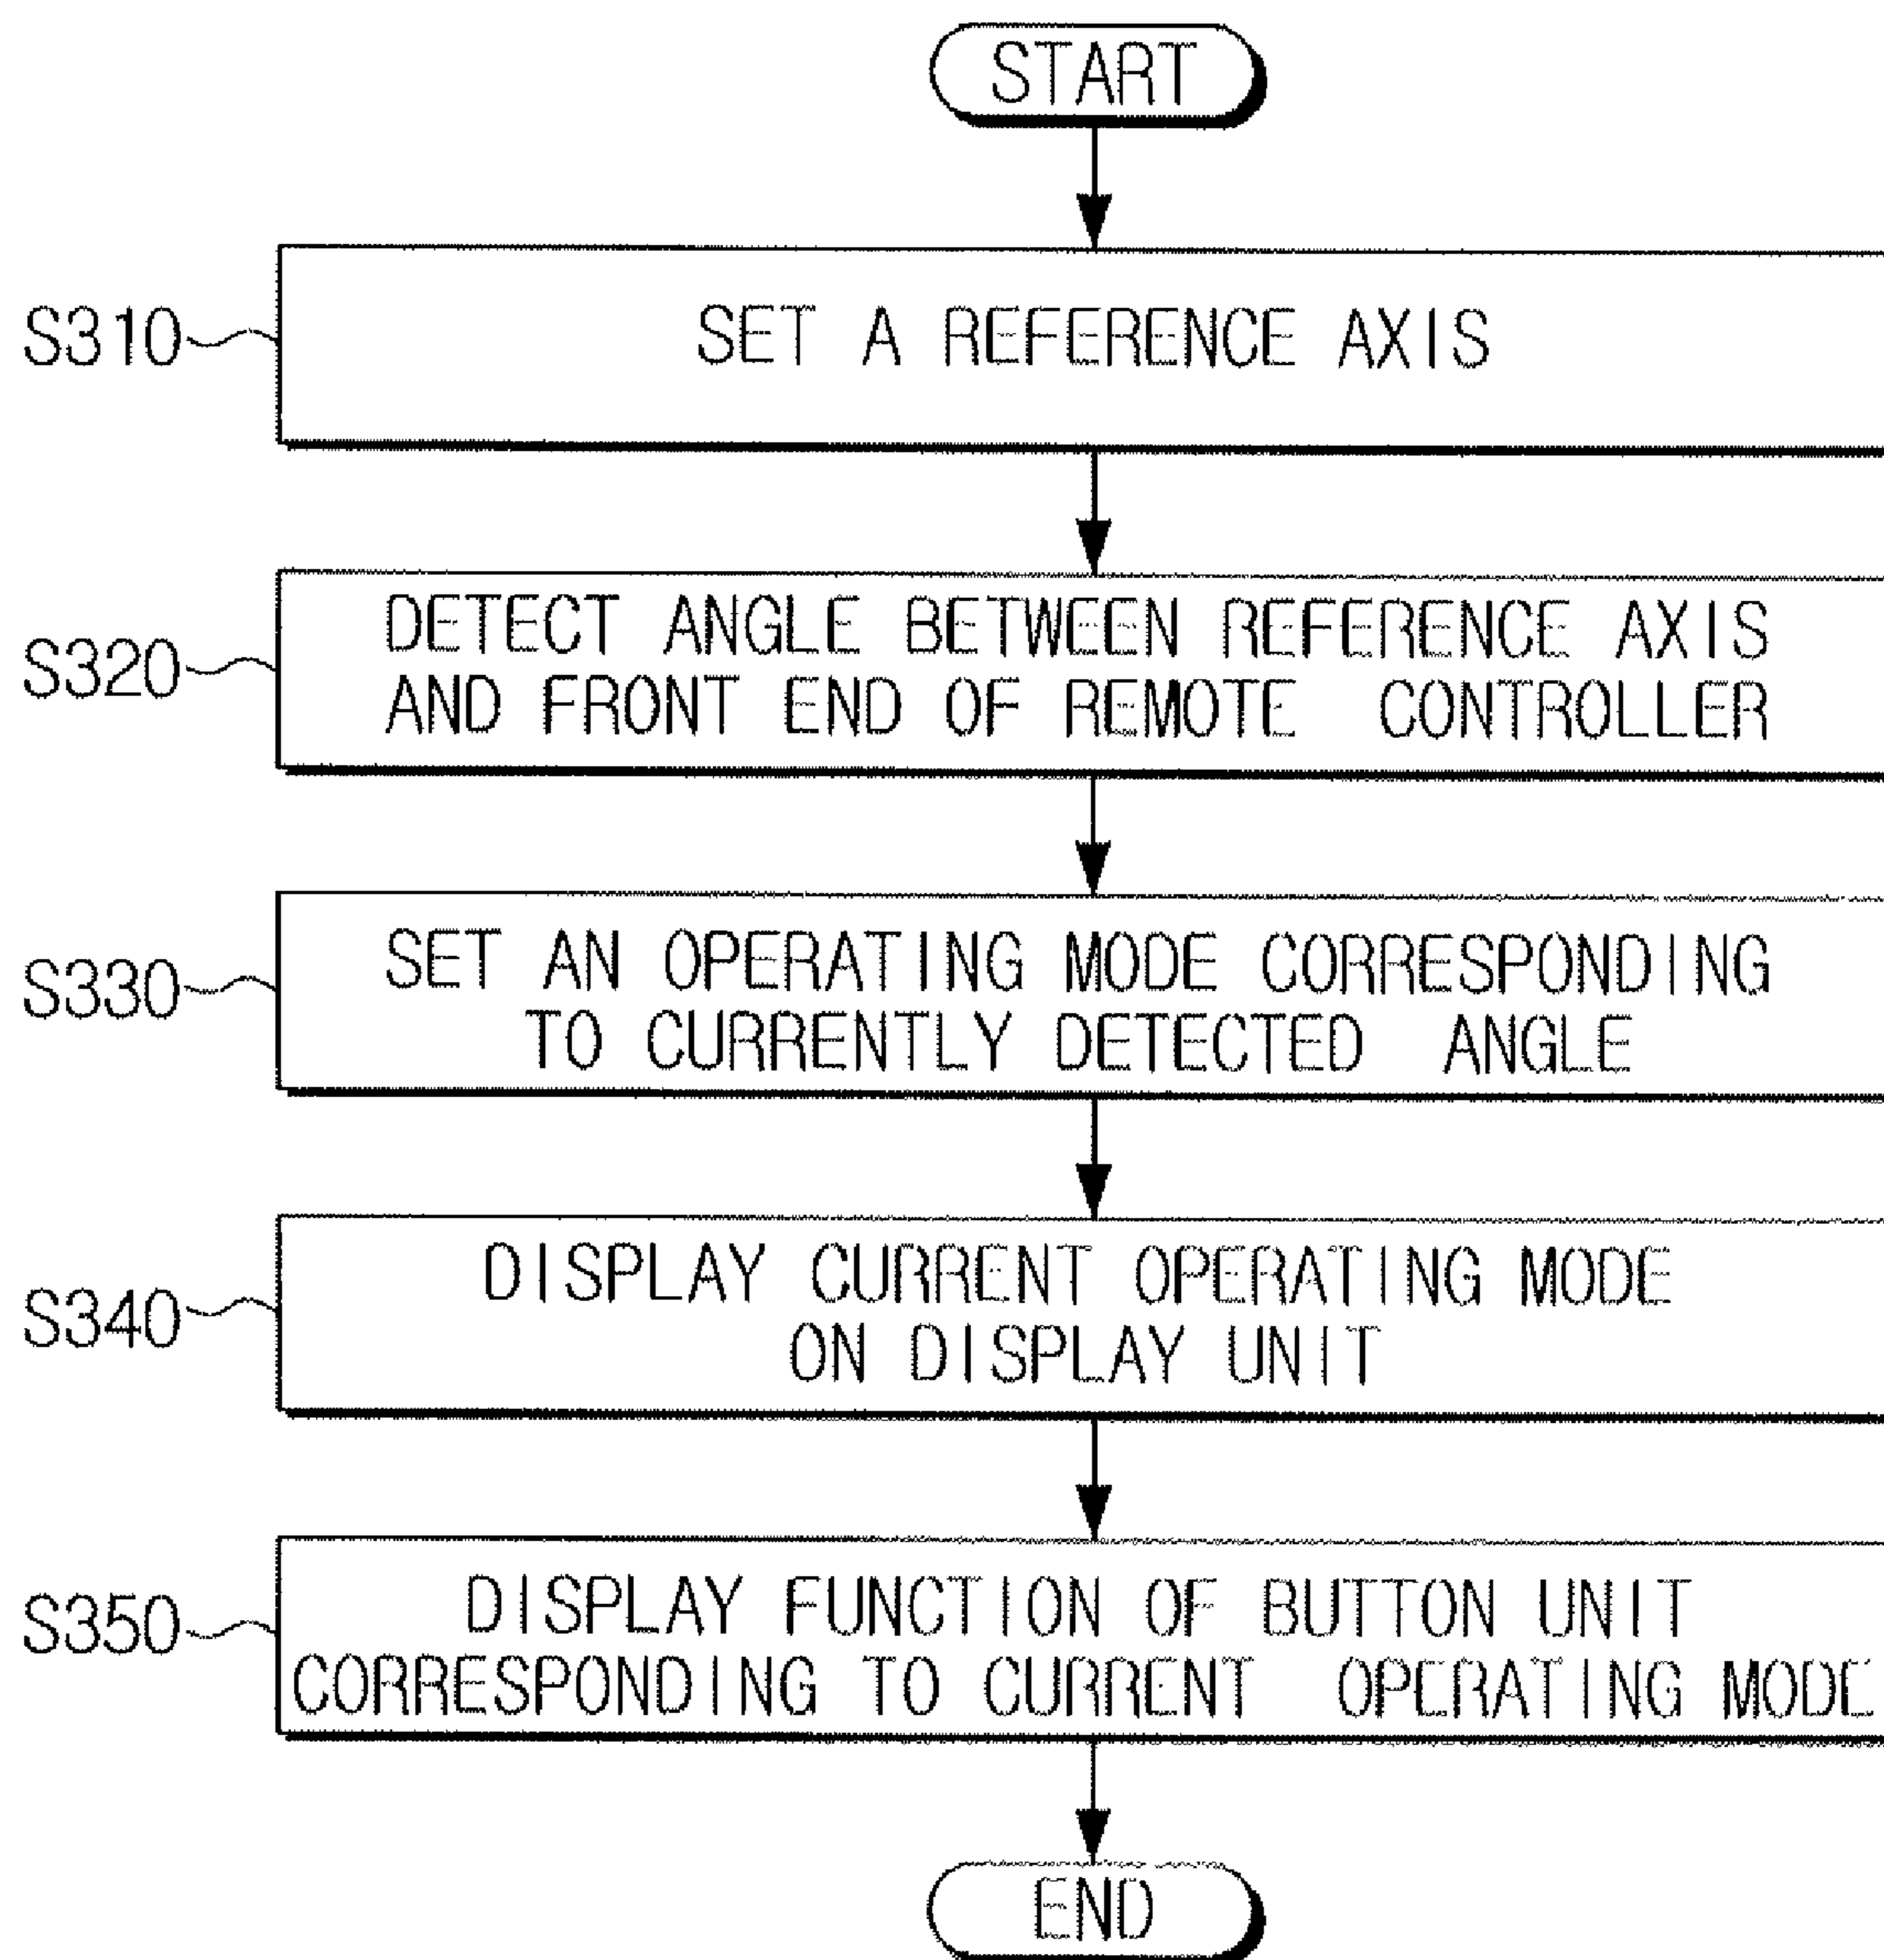 START
S310
SET A REFERENCE AXIS
S320
DETECT ANGLE BETWEEN REFERENCE AXIS
AND FRONT END OF REMOTE CONTROLLER
S330
SET AN OPERATING MODE CORRESPONDING
TO CURRENTLY DETECTED ANGLE
S340
DISPLAY CURRENT OPERATING MODE
ON DISPLAY UNIT
S350
DISPLAY FUNCTION OF BUTTON UNIT
CORRESPONDING TO CURRENT OPERATING MODE
END